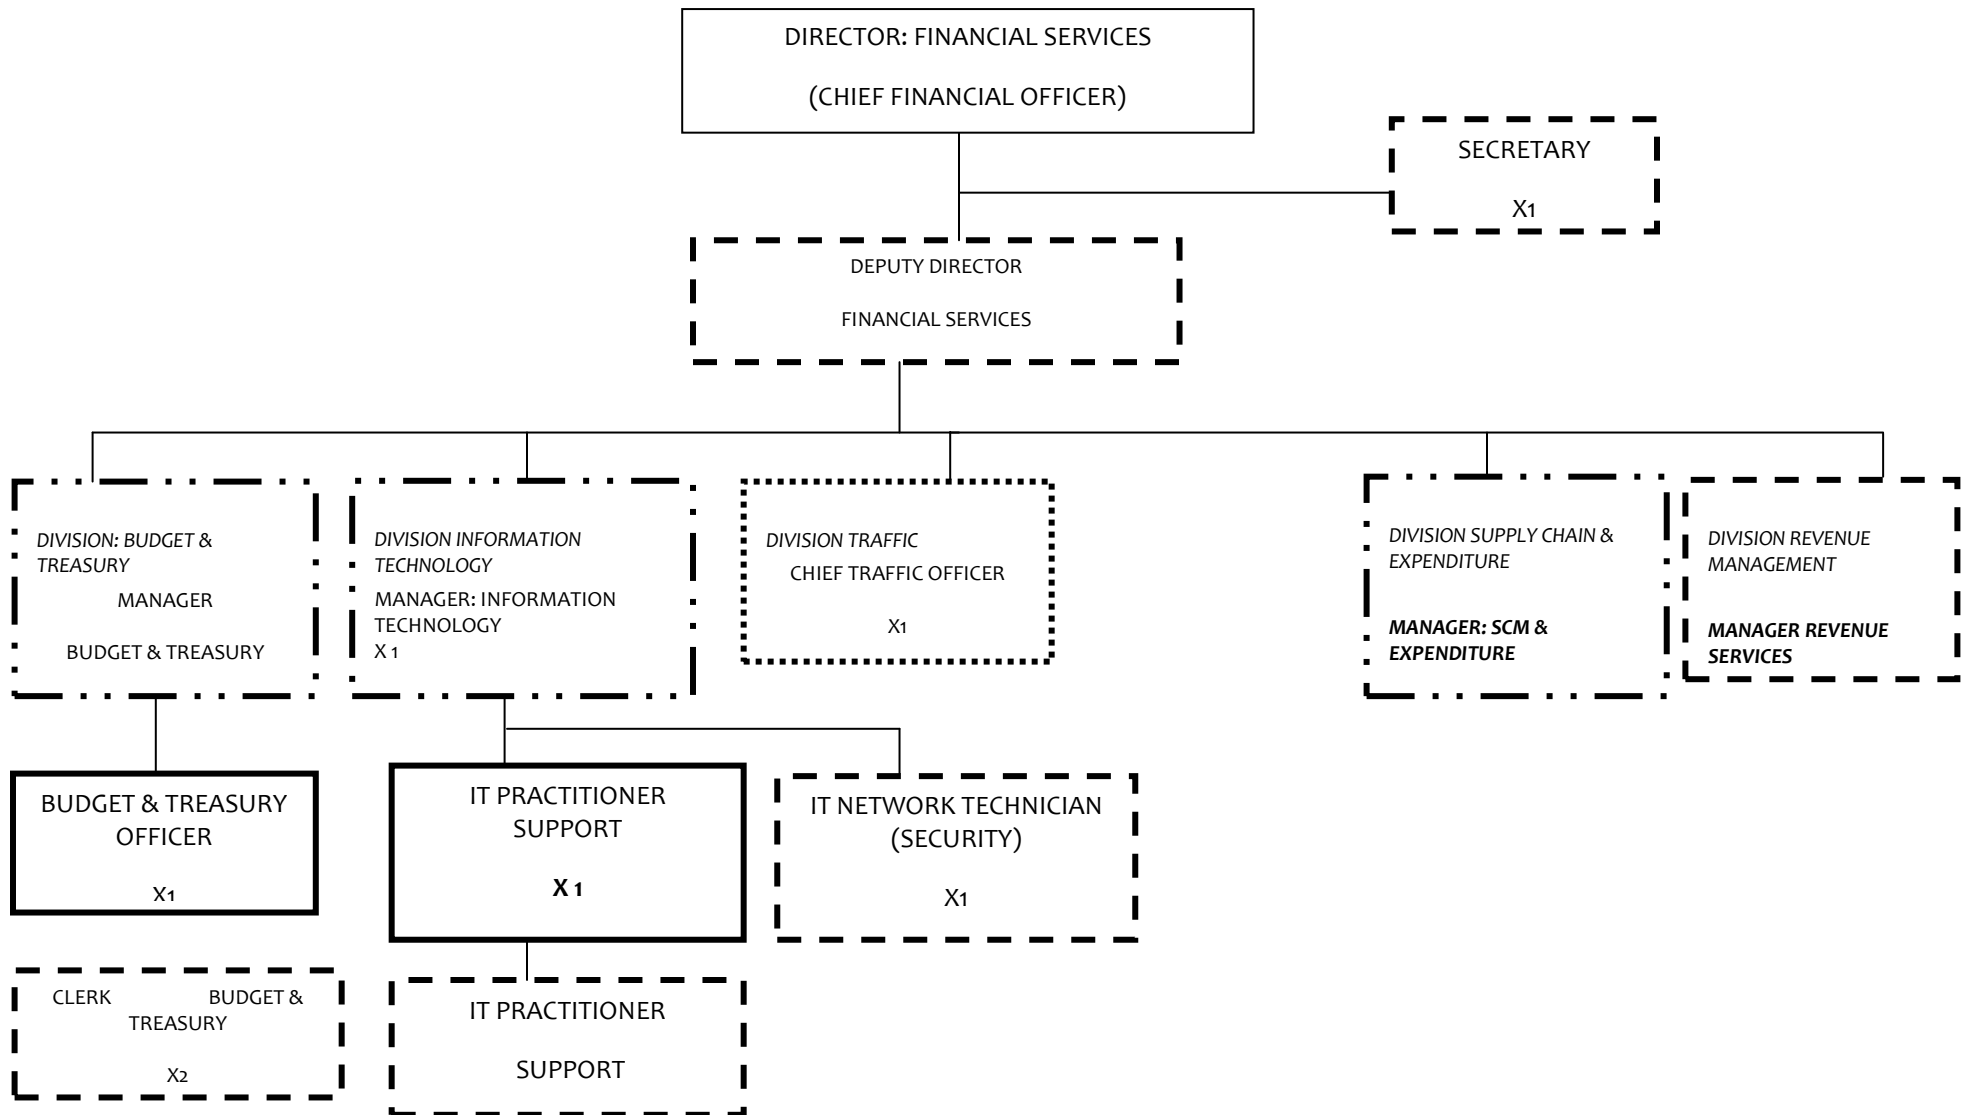 DIRECTOR: FINANCIAL SERVICES
(CHIEF FINANCIAL OFFICER)
SECRETARY
X1
DEPUTY DIRECTOR
FINANCIAL SERVICES
DIVISION: BUDGET &
TREASURY
MANAGER
BUDGET & TREASURY
DIVISION INFORMATION
TECHNOLOGY
MANAGER: INFORMATION
TECHNOLOGY
X 1
DIVISION TRAFFIC
CHIEF TRAFFIC OFFICER
X1
DIVISION SUPPLY CHAIN &
EXPENDITURE
MANAGER: SCM &
EXPENDITURE
DIVISION REVENUE
MANAGEMENT
MANAGER REVENUE
SERVICES
BUDGET & TREASURY
OFFICER
X1
IT PRACTITIONER
SUPPORT
X 1
IT NETWORK TECHNICIAN
(SECURITY)
X1
CLERK BUDGET &
TREASURY
X2
IT PRACTITIONER
SUPPORT